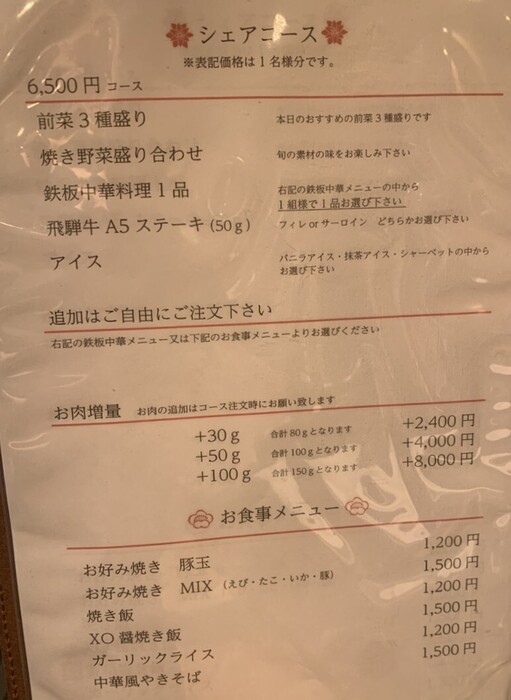 シェアコース
※表記価格は1名様分です。
6,500円 コース
前菜3種盛り 本日のおすすめの前菜3種盛りです
焼き野菜盛り合わせ 旬の素材の味をお楽しみ下さい
鉄板中華料理1品 右記の鉄板中華メニューの中から
1組様で1品お選び下さい
飛騨牛 A5 ステーキ (50g) フィレ or サーロイン どちらかお選び下さい
アイス バニラアイス・抹茶アイス・シャーベットの中から
お選び下さい
追加はご自由にご注文下さい
右記の鉄板中華メニュー又は下記のお食事メニューよりお選びください
お肉増量 お肉の追加はコース注文時にお願い致します
+30g 合計80gとなります +2,400円
+50g 合計100gとなります +4,000円
+100g 合計150gとなります +8,000円
お食事メニュー
お好み焼き 豚玉 1,200円
お好み焼き MIX (えび・たこ・いか・豚) 1,500円
焼き飯 1,200円
XO醤焼き飯 1,500円
ガーリックライス 1,200円
中華風やきそば 1,500円